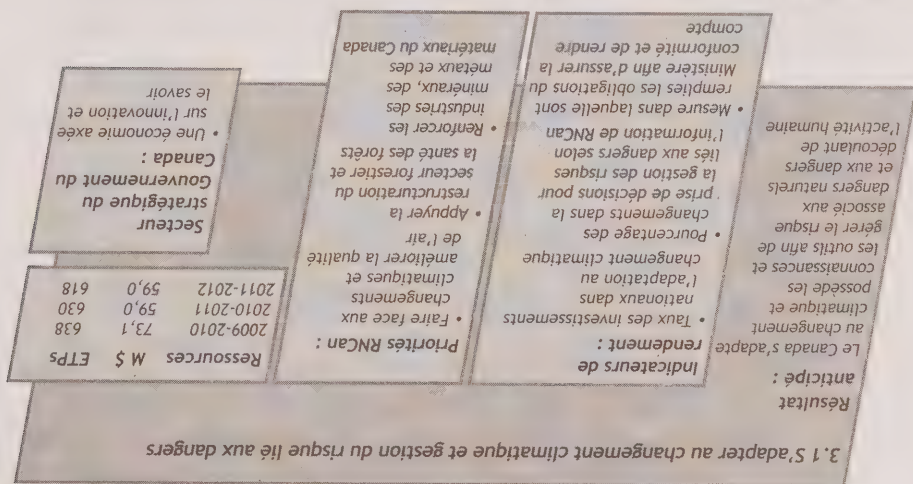 3.1 S'adapter au changement climatique et gestion du risque lié aux dangers
Résultat
anticipé :
Le Canada s'adapte
au changement
climatique et
possède les
connaissances et
les outils afin de
gérer le risque
associé aux
dangers naturels
et aux dangers
découlant de
l'activité humaine
Indicateurs de
rendement :
• Taux des investissements
nationaux dans
l'adaptation au
changement climatique
• Pourcentage des
changements dans la
prise de décisions pour
la gestion des risques
liés aux dangers selon
l'information de RNCan
• Mesure dans laquelle sont
remplies les obligations du
Ministère afin d'assurer la
conformité et de rendre
compte
Priorités RNCan :
• Faire face aux
changements
climatiques et
améliorer la qualité
de l'air
• Appuyer la
restructuration du
secteur forestier et
la santé des forêts
• Renforcer les
industries des
minéraux, des
métaux et des
matériaux du Canada
Ressources M $ ETPs
2009-2010 73,1 638
2010-2011 59,0 630
2011-2012 59,0 618
Secteur
stratégique du
Gouvernement du
Canada :
• Une économie axée
sur l'innovation et
le savoir